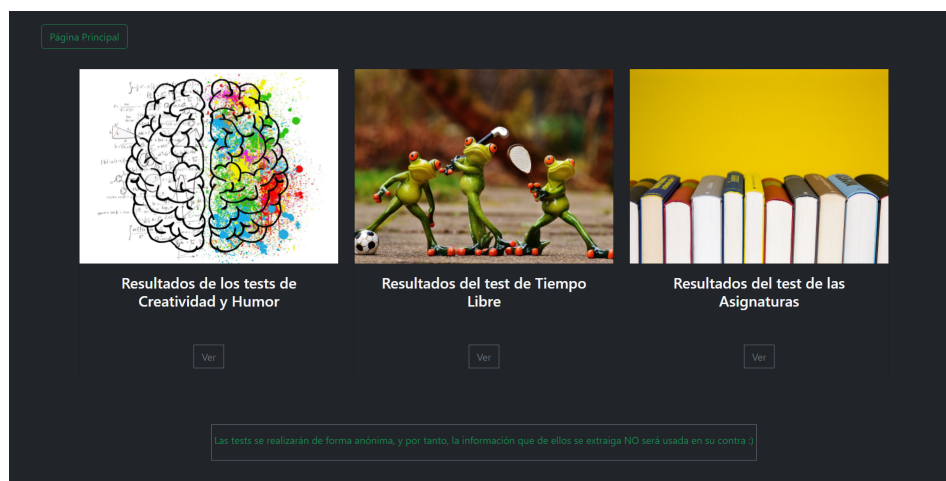 Página Principal
Resultados de los tests de
Creatividad y Humor
Resultados del test de Tiempo
Libre
Resultados del test de las
Asignaturas
Ver
Ver
Ver
Las tests se realizarán de forma anónima, y por tanto, la información que de ellos se extraiga NO será usada en su contra :)